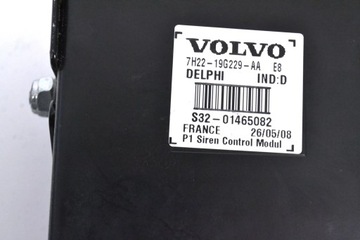 VOLVO
7H22-19G229-AA E8
DELPHI IND:D
S32-01465082
FRANCE 26/05/08
P1 Siren Control Modul